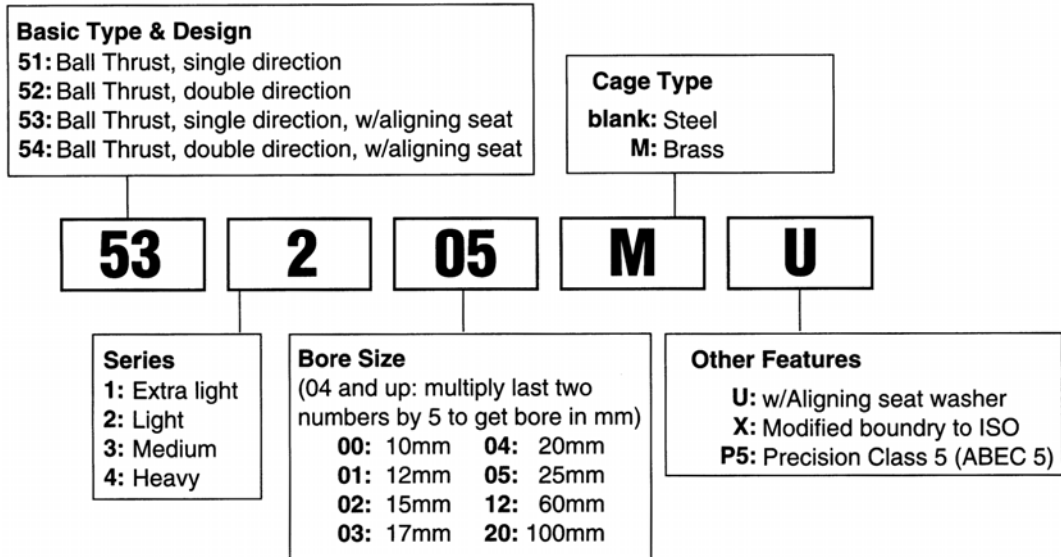 Basic Type & Design
51: Ball Thrust, single direction
52: Ball Thrust, double direction
53: Ball Thrust, single direction, w/aligning seat
54: Ball Thrust, double direction, w/aligning seat
Cage Type
blank: Steel
M: Brass
53 2 05 M U
Series
1: Extra light
2: Light
3: Medium
4: Heavy
Bore Size
(04 and up: multiply last two
numbers by 5 to get bore in mm)
00: 10mm 04: 20mm
01: 12mm 05: 25mm
02: 15mm 12: 60mm
03: 17mm 20: 100mm
Other Features
U: w/Aligning seat washer
X: Modified boundry to ISO
P5: Precision Class 5 (ABEC 5)